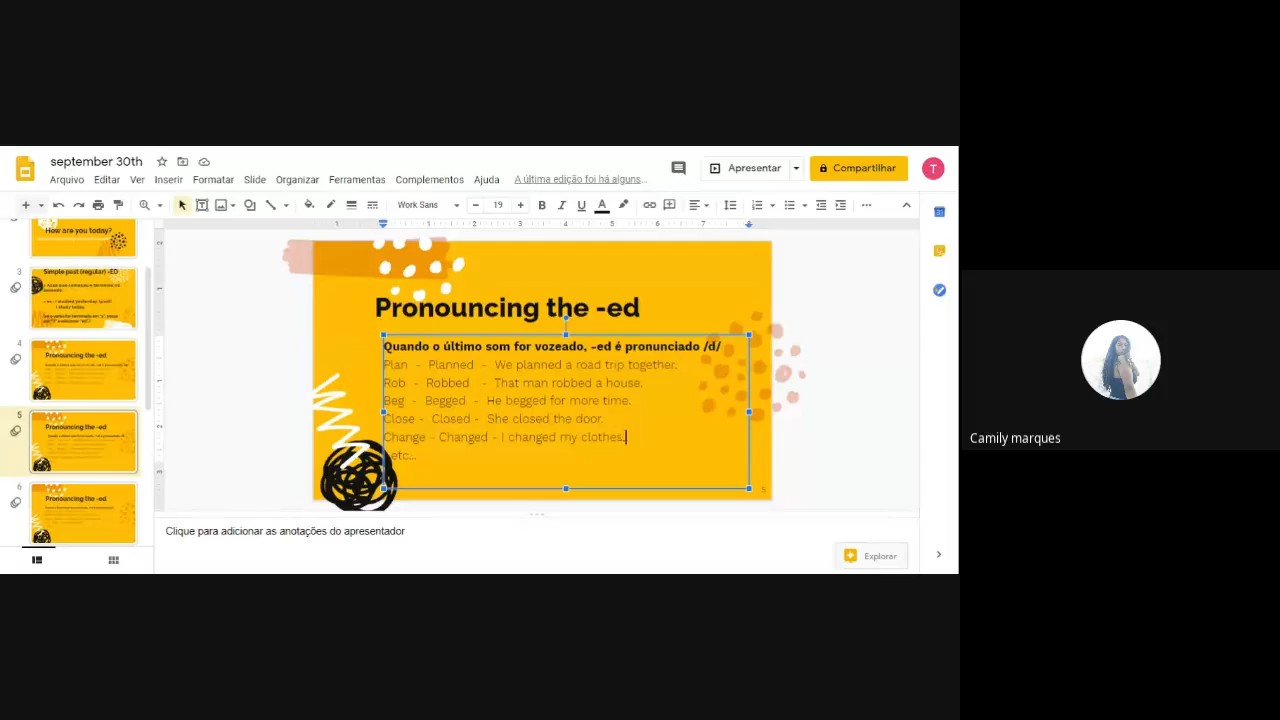 september 30th
Apresentar
Compartilhar
T
Arquivo Editar Ver Inserir Formatar Slide Organizar Ferramentas Complementos Ajuda A última edição foi há alguns...
Work Sans 19 B I U A
How are you today?
3
Simple past (regular) -ED
4
Pronouncing the -ed
5
Pronouncing the -ed
6
Pronouncing the -ed
Pronouncing the -ed
Quando o último som for vozeado, -ed é pronunciado /d/
Plan - Planned - We planned a road trip together.
Rob - Robbed - That man robbed a house.
Beg - Begged - He begged for more time.
Close - Closed - She closed the door.
Change - Changed - I changed my clothes.
etc...
5
Clique para adicionar as anotações do apresentador
Explorar
Camily marques